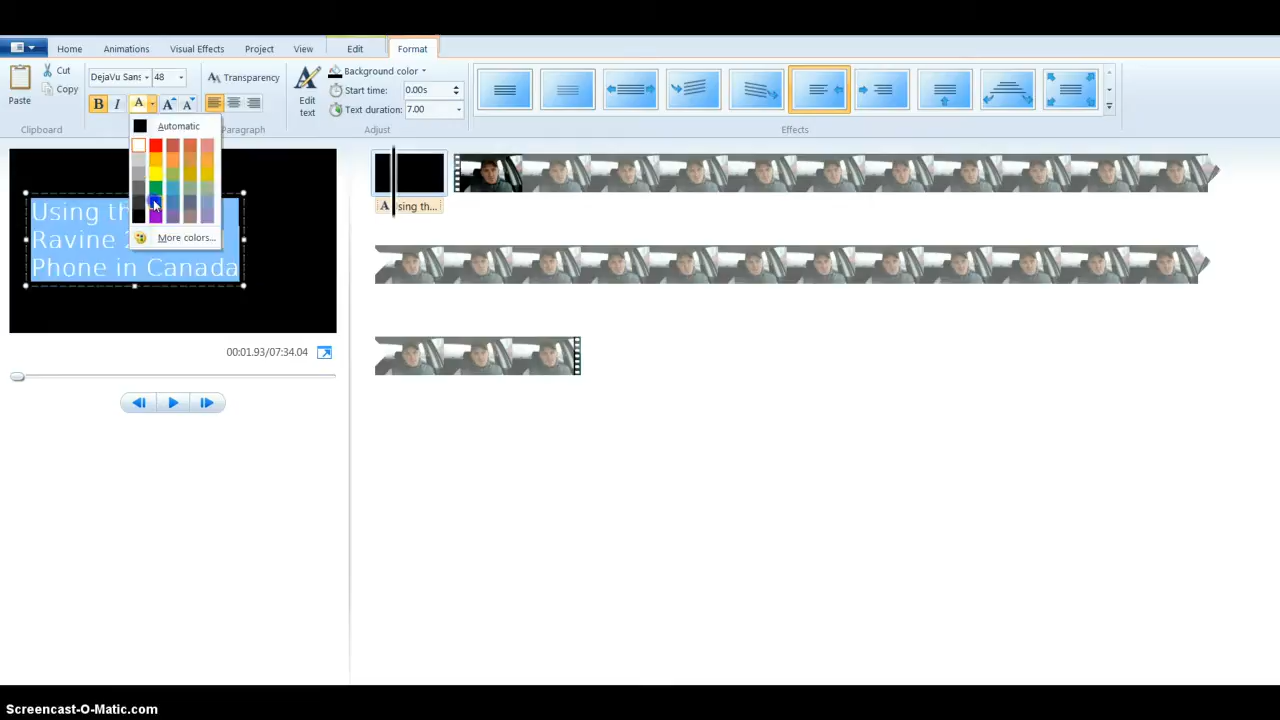 Home Animations Visual Effects Project View Edit Format
Paste
Cut
Copy
Clipboard
DejaVu Sans 48
B I A A A
Automatic
More colors...
Transparency
Paragraph
Edit text
Background color
Start time: 0.00s
Text duration: 7.00
Adjust
Effects
Using th
Ravine
Phone in Canada
A sing th...
00:01.93/07:34.04
Screencast-O-Matic.com